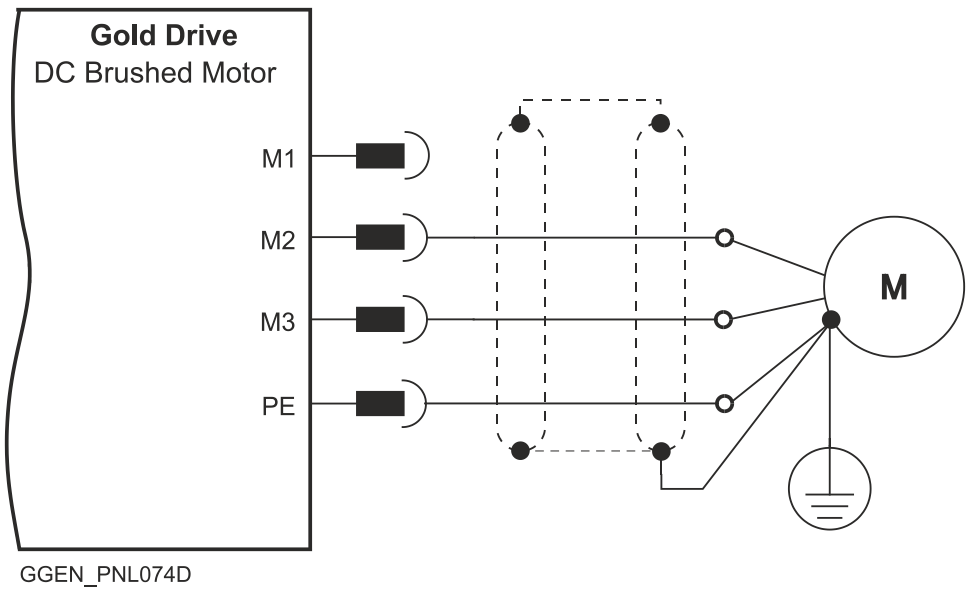 Gold Drive
DC Brushed Motor
M1
M2
M3
PE
M
GGEN_PNL074D